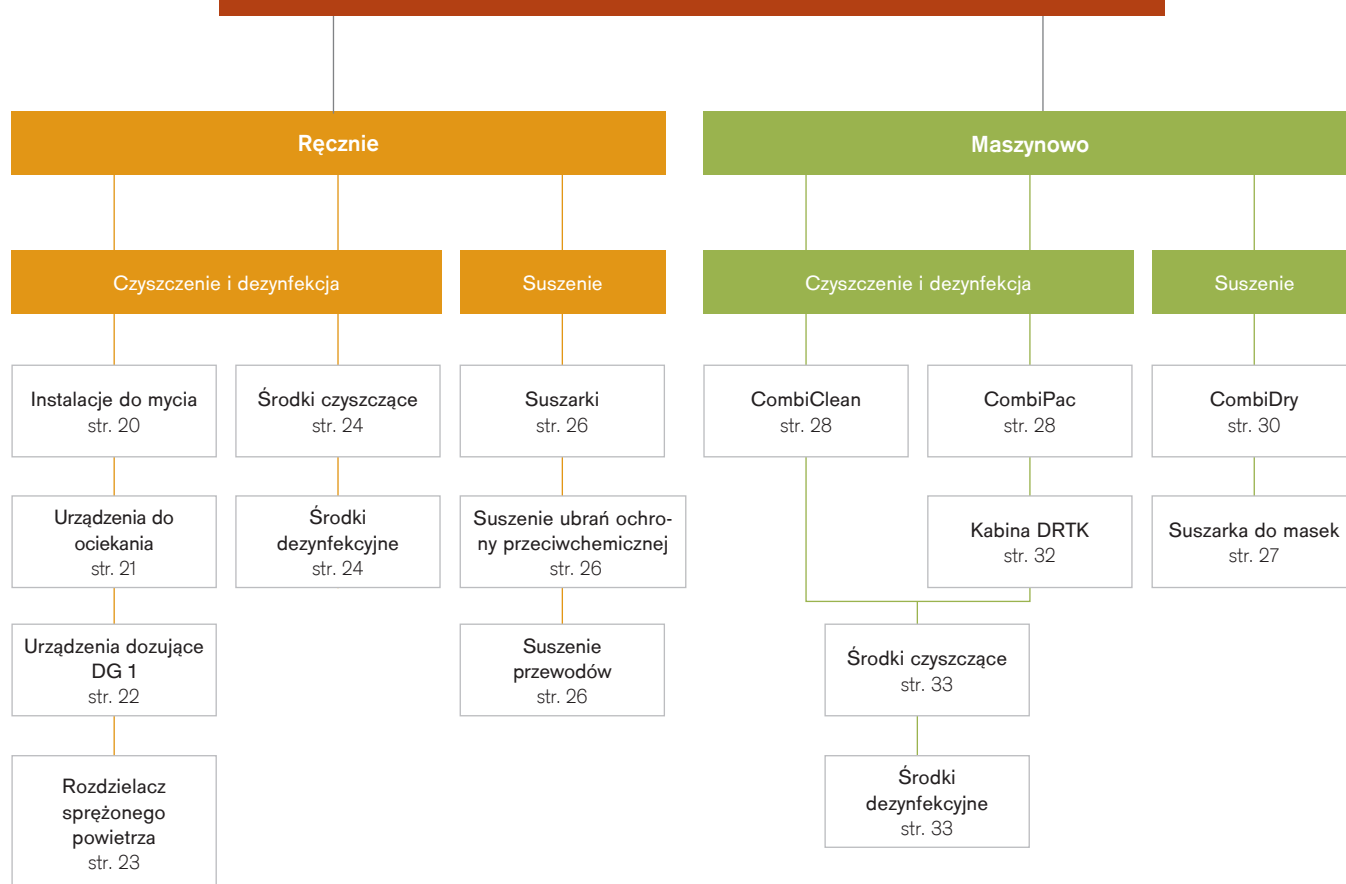 Ręcznie
Maszynowo
Czyszczenie i dezynfekcja
Suszenie
Czyszczenie i dezynfekcja
Suszenie
Instalacje do mycia
str. 20
Środki czyszczące
str. 24
Suszarki
str. 26
CombiClean
str. 28
CombiPac
str. 28
CombiDry
str. 30
Urządzenia do
ociekania
str. 21
Środki
dezynfekcyjne
str. 24
Suszenie ubrań ochro-
ny przeciwchemicznej
str. 26
Kabina DRTK
str. 32
Suszarka do masek
str. 27
Urządzenia dozujące
DG 1
str. 22
Suszenie
przewodów
str. 26
Środki czyszczące
str. 33
Rozdzielacz
sprężonego
powietrza
str. 23
Środki
dezynfekcyjne
str. 33